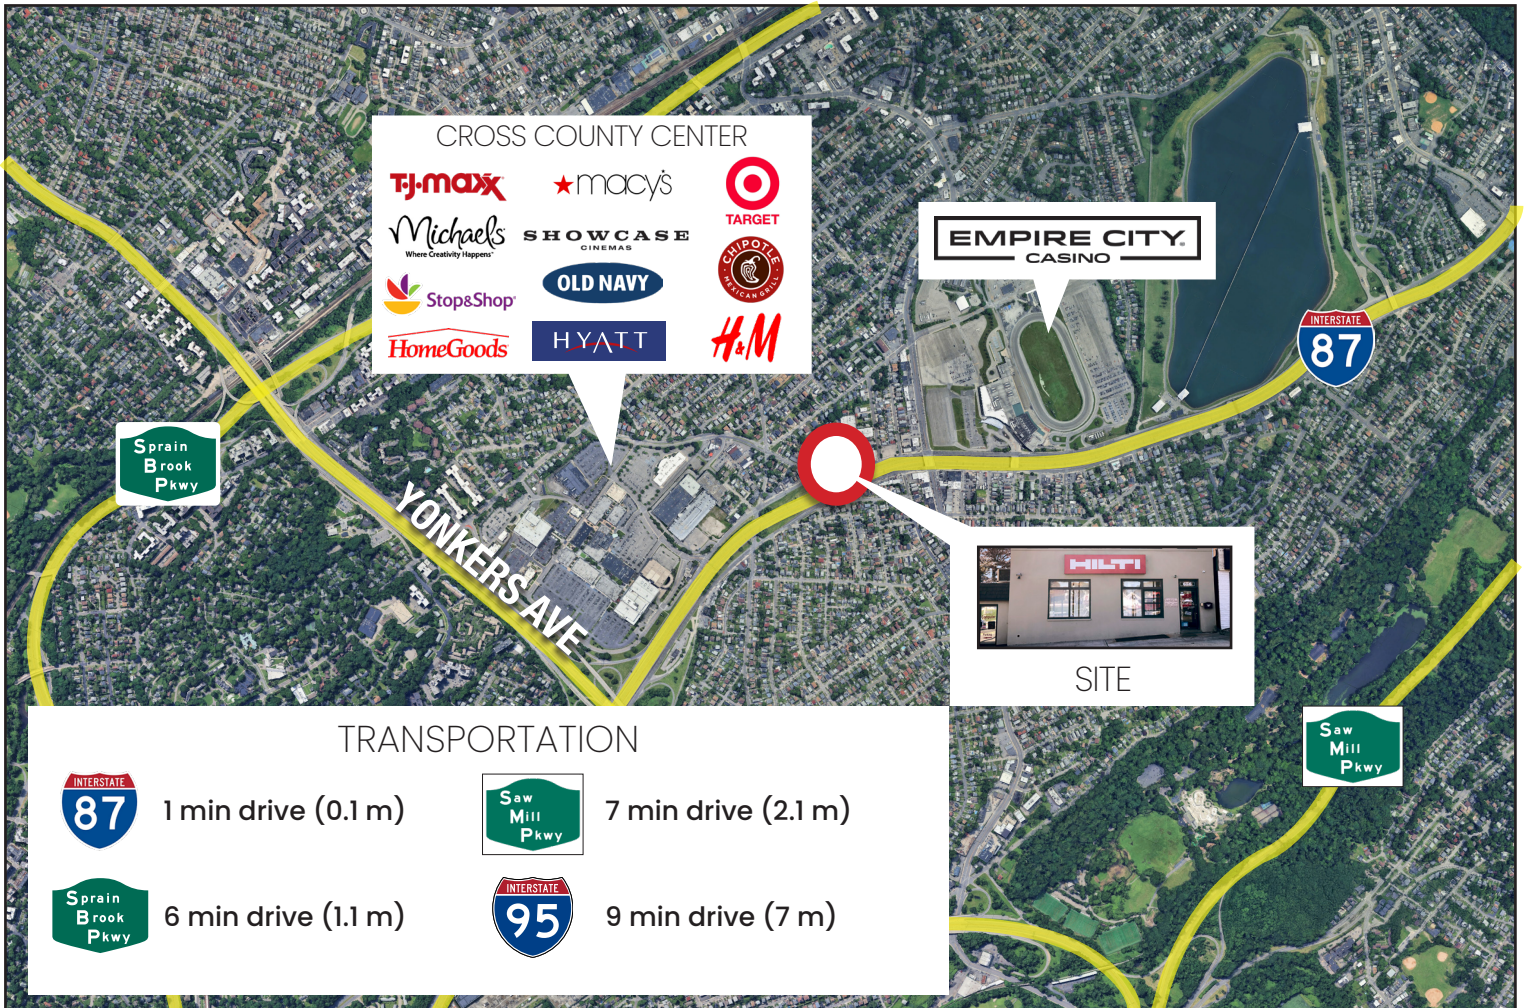 CROSS COUNTY CENTER
T.J.maxx
macy's
TARGET
Michaels
Where Creativity Happens
SHOWCASE
CINEMAS
CHIPOTLE
MEXICAN GRILL
Stop&Shop
OLD NAVY
HomeGoods
HYATT
H&M
EMPIRE CITY
CASINO
INTERSTATE
87
Sprain
Brook
Pkwy
YONKERS AVE
HILTI
SITE
Saw
Mill
Pkwy
TRANSPORTATION
INTERSTATE
87
1 min drive (0.1 m)
Saw
Mill
Pkwy
7 min drive (2.1 m)
Sprain
Brook
Pkwy
6 min drive (1.1 m)
INTERSTATE
95
9 min drive (7 m)